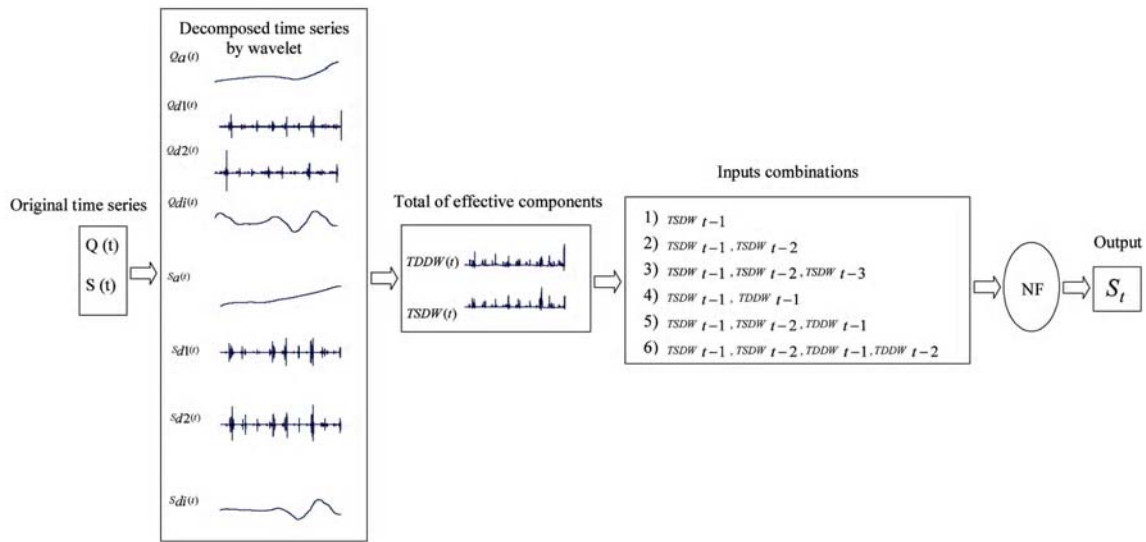 Original time series
Q (t)
S (t)
Decomposed time series
by wavelet
Qa(t)
Qd1(t)
Qd2(t)
Qdi(t)
Sa(t)
Sd1(t)
Sd2(t)
Sdi(t)
Total of effective components
TDDW(t)
TSDW(t)
Inputs combinations
1) TSDW t−1
2) TSDW t−1 , TSDW t−2
3) TSDW t−1 , TSDW t−2 , TSDW t−3
4) TSDW t−1 , TDDW t−1
5) TSDW t−1 , TSDW t−2 , TDDW t−1
6) TSDW t−1 , TSDW t−2 , TDDW t−1 , TDDW t−2
NF
Output
St